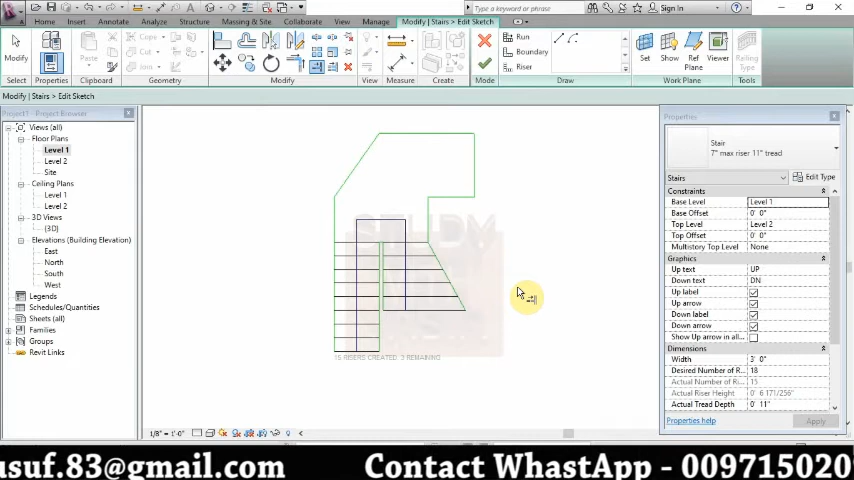 Type a keyword or phrase
Sign In
Home Insert Annotate Analyze Massing & Site Collaborate View Manage Modify | Stairs > Edit Sketch
Modify
Paste
Cope
Cut
Join
Run
Boundary
Riser
Set Show Ref Plane Viewer Railing Type
Select Properties Clipboard Geometry Modify View Measure Create Mode Draw Work Plane Tools
Modify | Stairs > Edit Sketch
Project1 - Project Browser
Views (all)
Floor Plans
Level 1
Level 2
Site
Ceiling Plans
Level 1
Level 2
3D Views
{3D}
Elevations (Building Elevation)
East
North
South
West
Legends
Schedules/Quantities
Sheets (all)
Families
Groups
Revit Links
15 RISERS CREATED, 3 REMAINING
Properties
Stair
7" max riser 11" tread
Stairs
Edit Type
Constraints
Base Level Level 1
Base Offset 0' 0"
Top Level Level 2
Top Offset 0' 0"
Multistory Top Level None
Graphics
Up text UP
Down text DN
Up label
Up arrow
Down label
Down arrow
Show Up arrow in all...
Dimensions
Width 3' 0"
Desired Number of R... 18
Actual Number of Ri... 15
Actual Riser Height 0' 6 171/256"
Actual Tread Depth 0' 11"
Properties help
Apply
1/8" = 1'-0"
usuf.83@gmail.com Contact WhastApp - 009715020